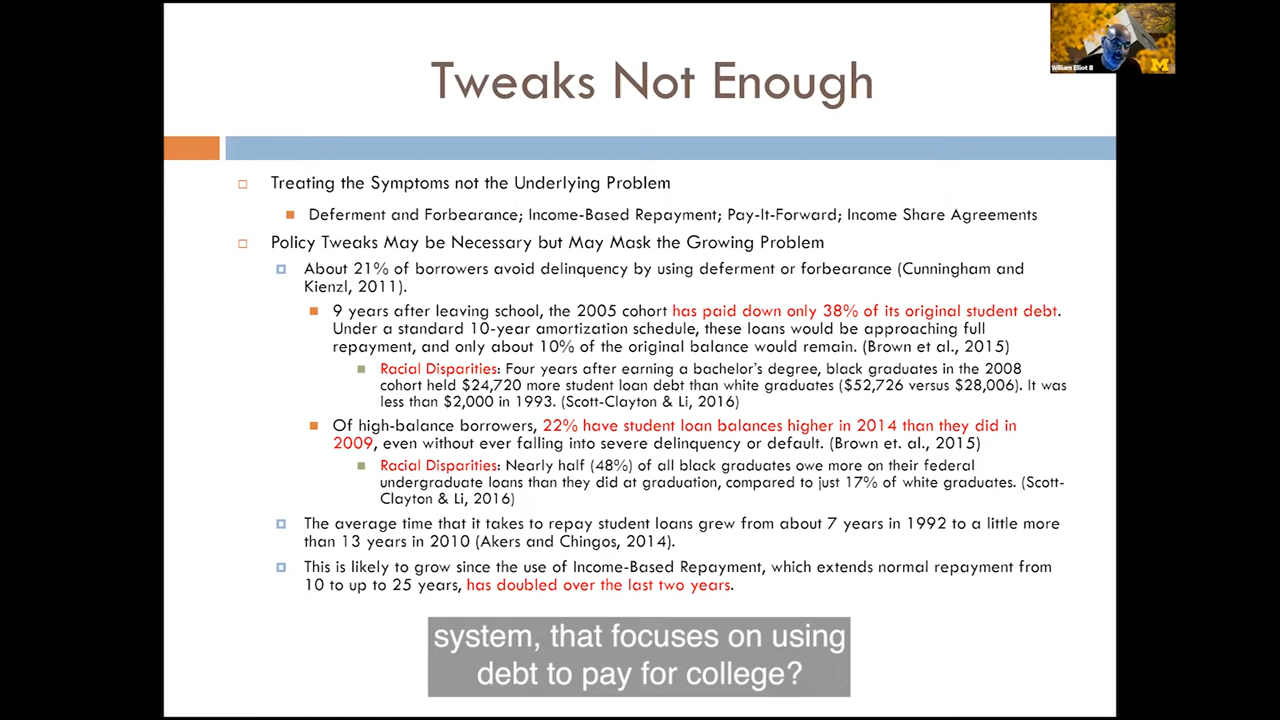 William Elliot III
M
Tweaks Not Enough
Treating the Symptoms not the Underlying Problem
Deferment and Forbearance; Income-Based Repayment; Pay-It-Forward; Income Share Agreements
Policy Tweaks May be Necessary but May Mask the Growing Problem
About 21% of borrowers avoid delinquency by using deferment or forbearance (Cunningham and
Kienzl, 2011).
9 years after leaving school, the 2005 cohort has paid down only 38% of its original student debt.
Under a standard 10-year amortization schedule, these loans would be approaching full
repayment, and only about 10% of the original balance would remain. (Brown et al., 2015)
Racial Disparities: Four years after earning a bachelor's degree, black graduates in the 2008
cohort held $24,720 more student loan debt than white graduates ($52,726 versus $28,006). It was
less than $2,000 in 1993. (Scott-Clayton & Li, 2016)
Of high-balance borrowers, 22% have student loan balances higher in 2014 than they did in
2009, even without ever falling into severe delinquency or default. (Brown et. al., 2015)
Racial Disparities: Nearly half (48%) of all black graduates owe more on their federal
undergraduate loans than they did at graduation, compared to just 17% of white graduates. (Scott-
Clayton & Li, 2016)
The average time that it takes to repay student loans grew from about 7 years in 1992 to a little more
than 13 years in 2010 (Akers and Chingos, 2014).
This is likely to grow since the use of Income-Based Repayment, which extends normal repayment from
10 to up to 25 years, has doubled over the last two years.
system, that focuses on using
debt to pay for college?